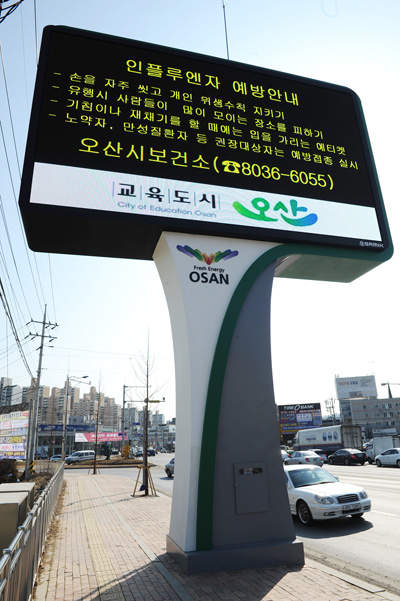 인플루엔자 예방안내
- 손을 자주 씻고 개인 위생수칙 지키기
- 유행시 사람들이 많이 모이는 장소를 피하기
- 기침이나 재채기를 할 때에는 입을 가리는 에티켓
- 노약자, 만성질환자 등 권장대상자는 예방접종 실시
오산시보건소(☎8036-6055)
교육도시 오산
City of Education Osan
SAMIK
Fresh Energy
OSAN
TIRE BANK